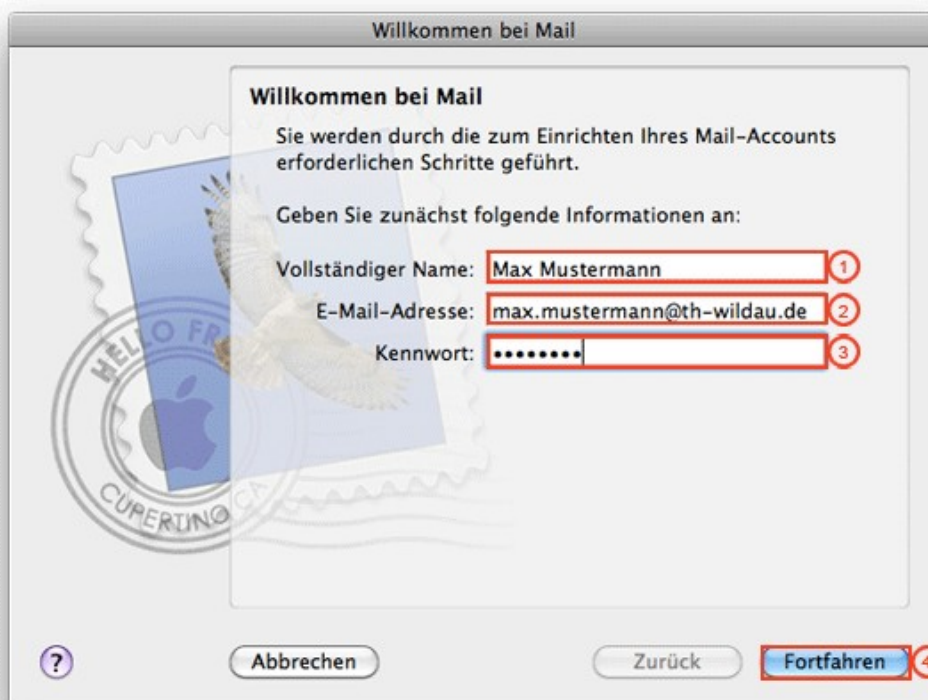 Willkommen bei Mail
Willkommen bei Mail
Sie werden durch die zum Einrichten Ihres Mail-Accounts
erforderlichen Schritte geführt.
Geben Sie zunächst folgende Informationen an:
Vollständiger Name: Max Mustermann 1
E-Mail-Adresse: max.mustermann@th-wildau.de 2
Kennwort: •••••••• 3
HELLO FR
CUPERTINO CA
? Abbrechen Zurück Fortfahren 4